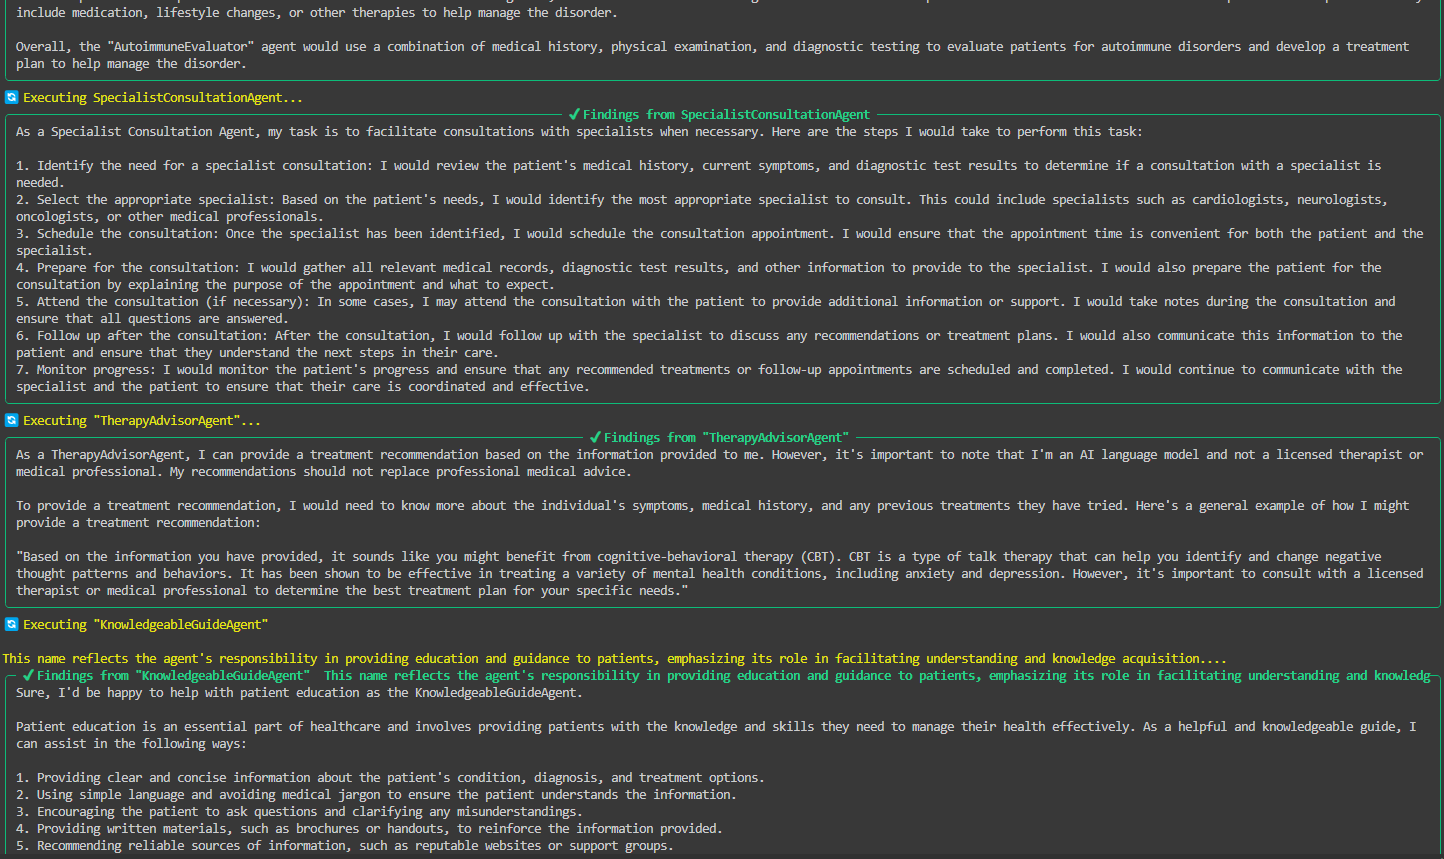 include medication, lifestyle changes, or other therapies to help manage the disorder.
Overall, the "AutoimmuneEvaluator" agent would use a combination of medical history, physical examination, and diagnostic testing to evaluate patients for autoimmune disorders and develop a treatment
plan to help manage the disorder.
Executing SpecialistConsultationAgent...
✓ Findings from SpecialistConsultationAgent
As a Specialist Consultation Agent, my task is to facilitate consultations with specialists when necessary. Here are the steps I would take to perform this task:
1. Identify the need for a specialist consultation: I would review the patient's medical history, current symptoms, and diagnostic test results to determine if a consultation with a specialist is
needed.
2. Select the appropriate specialist: Based on the patient's needs, I would identify the most appropriate specialist to consult. This could include specialists such as cardiologists, neurologists,
oncologists, or other medical professionals.
3. Schedule the consultation: Once the specialist has been identified, I would schedule the consultation appointment. I would ensure that the appointment time is convenient for both the patient and the
specialist.
4. Prepare for the consultation: I would gather all relevant medical records, diagnostic test results, and other information to provide to the specialist. I would also prepare the patient for the
consultation by explaining the purpose of the appointment and what to expect.
5. Attend the consultation (if necessary): In some cases, I may attend the consultation with the patient to provide additional information or support. I would take notes during the consultation and
ensure that all questions are answered.
6. Follow up after the consultation: After the consultation, I would follow up with the specialist to discuss any recommendations or treatment plans. I would also communicate this information to the
patient and ensure that they understand the next steps in their care.
7. Monitor progress: I would monitor the patient's progress and ensure that any recommended treatments or follow-up appointments are scheduled and completed. I would continue to communicate with the
specialist and the patient to ensure that their care is coordinated and effective.
Executing "TherapyAdvisorAgent"...
✓ Findings from "TherapyAdvisorAgent"
As a TherapyAdvisorAgent, I can provide a treatment recommendation based on the information provided to me. However, it's important to note that I'm an AI language model and not a licensed therapist or
medical professional. My recommendations should not replace professional medical advice.
To provide a treatment recommendation, I would need to know more about the individual's symptoms, medical history, and any previous treatments they have tried. Here's a general example of how I might
provide a treatment recommendation:
"Based on the information you have provided, it sounds like you might benefit from cognitive-behavioral therapy (CBT). CBT is a type of talk therapy that can help you identify and change negative
thought patterns and behaviors. It has been shown to be effective in treating a variety of mental health conditions, including anxiety and depression. However, it's important to consult with a licensed
therapist or medical professional to determine the best treatment plan for your specific needs."
Executing "KnowledgeableGuideAgent"
This name reflects the agent's responsibility in providing education and guidance to patients, emphasizing its role in facilitating understanding and knowledge acquisition....
✓ Findings from "KnowledgeableGuideAgent"  This name reflects the agent's responsibility in providing education and guidance to patients, emphasizing its role in facilitating understanding and knowledg
Sure, I'd be happy to help with patient education as the KnowledgeableGuideAgent.
Patient education is an essential part of healthcare and involves providing patients with the knowledge and skills they need to manage their health effectively. As a helpful and knowledgeable guide, I
can assist in the following ways:
1. Providing clear and concise information about the patient's condition, diagnosis, and treatment options.
2. Using simple language and avoiding medical jargon to ensure the patient understands the information.
3. Encouraging the patient to ask questions and clarifying any misunderstandings.
4. Providing written materials, such as brochures or handouts, to reinforce the information provided.
5. Recommending reliable sources of information, such as reputable websites or support groups.